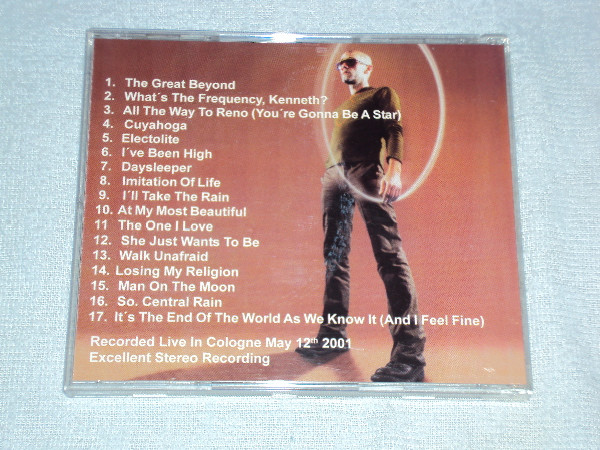 1. The Great Beyond
2. What´s The Frequency, Kenneth?
3. All The Way To Reno (You´re Gonna Be A Star)
4. Cuyahoga
5. Electolite
6. I´ve Been High
7. Daysleeper
8. Imitation Of Life
9. I´ll Take The Rain
10. At My Most Beautiful
11 The One I Love
12. She Just Wants To Be
13. Walk Unafraid
14. Losing My Religion
15. Man On The Moon
16. So. Central Rain
17. It´s The End Of The World As We Know It (And I Feel Fine)
Recorded Live In Cologne May 12th 2001
Excellent Stereo Recording